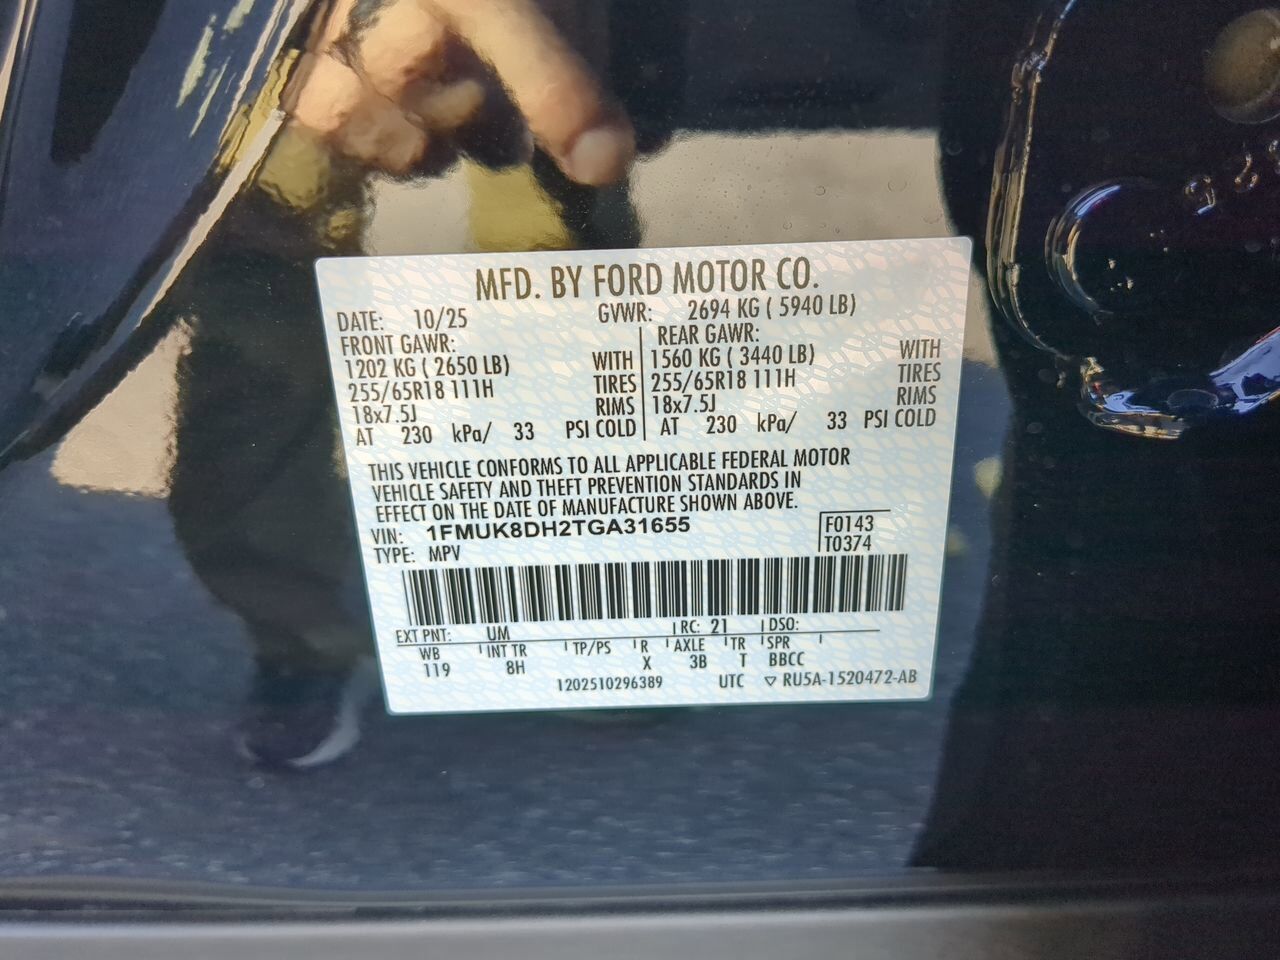 MFD. BY FORD MOTOR CO.
DATE: 10/25 GVWR: 2694 KG ( 5940 LB)
FRONT GAWR: REAR GAWR:
1202 KG ( 2650 LB) WITH 1560 KG ( 3440 LB) WITH
255/65R18 111H TIRES 255/65R18 111H TIRES
18x7.5J RIMS 18x7.5J RIMS
AT 230 kPa/ 33 PSI COLD AT 230 kPa/ 33 PSI COLD
THIS VEHICLE CONFORMS TO ALL APPLICABLE FEDERAL MOTOR
VEHICLE SAFETY AND THEFT PREVENTION STANDARDS IN
EFFECT ON THE DATE OF MANUFACTURE SHOWN ABOVE.
VIN: 1FMUK8DH2TGA31655 F0143
TYPE: MPV T0374
EXT PNT: UM RC: 21 DSO:
WB INT TR TP/PS R AXLE TR SPR
119 8H X 3B T BBCC
1202510296389 UTC ▽ RU5A-1520472-AB